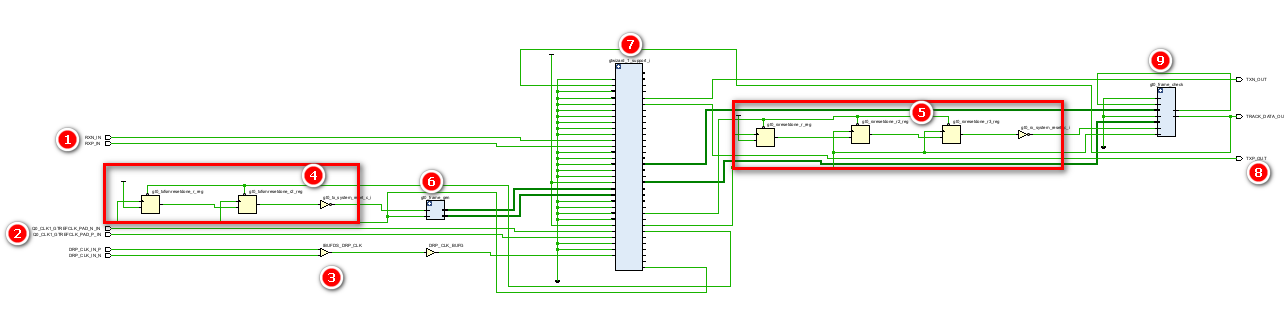 7
gtwizard_0_support_i
9
gt0_frame_check
TXN_OUT
5
1
RXN_IN
RXP_IN
gt0_rxresetdone_r_reg
gt0_rxresetdone_r2_reg
gt0_rxresetdone_r3_reg
gt0_rx_system_reset_c_i
TRACK_DATA_OU
TXP_OUT
8
4
6
gt0_txfsmresetdone_r_reg
gt0_txfsmresetdone_r2_reg
gt0_tx_system_reset_c_i
gt0_frame_gen
2
Q0_CLK1_GTREFCLK_PAD_N_IN
Q0_CLK1_GTREFCLK_PAD_P_IN
DRP_CLK_IN_P
DRP_CLK_IN_N
IBUFDS_DRP_CLK
DRP_CLK_BUFG
3